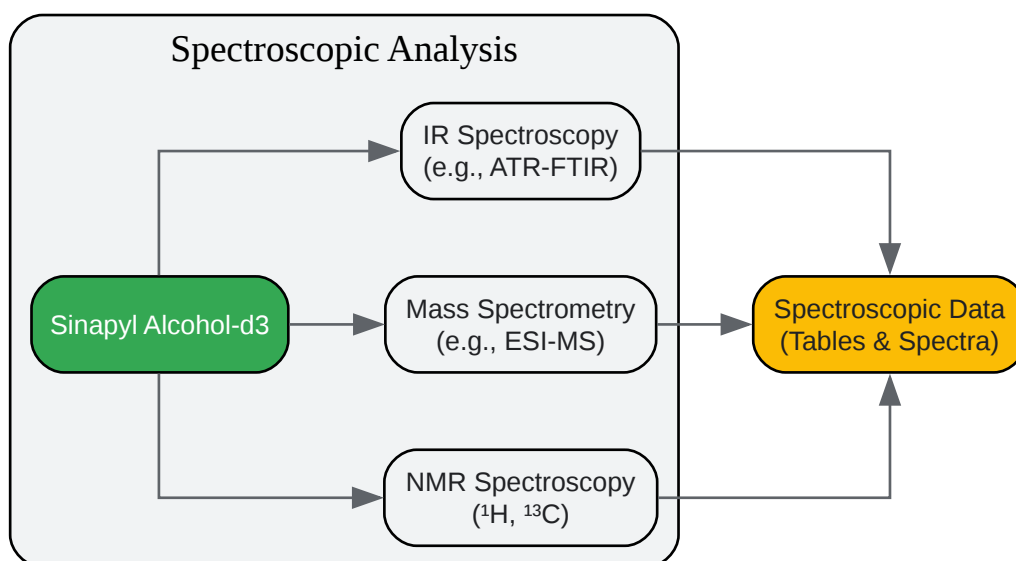 Spectroscopic Analysis
IR Spectroscopy
(e.g., ATR-FTIR)
Sinapyl Alcohol-d3
Mass Spectrometry
(e.g., ESI-MS)
Spectroscopic Data
(Tables & Spectra)
NMR Spectroscopy
(¹H, ¹³C)